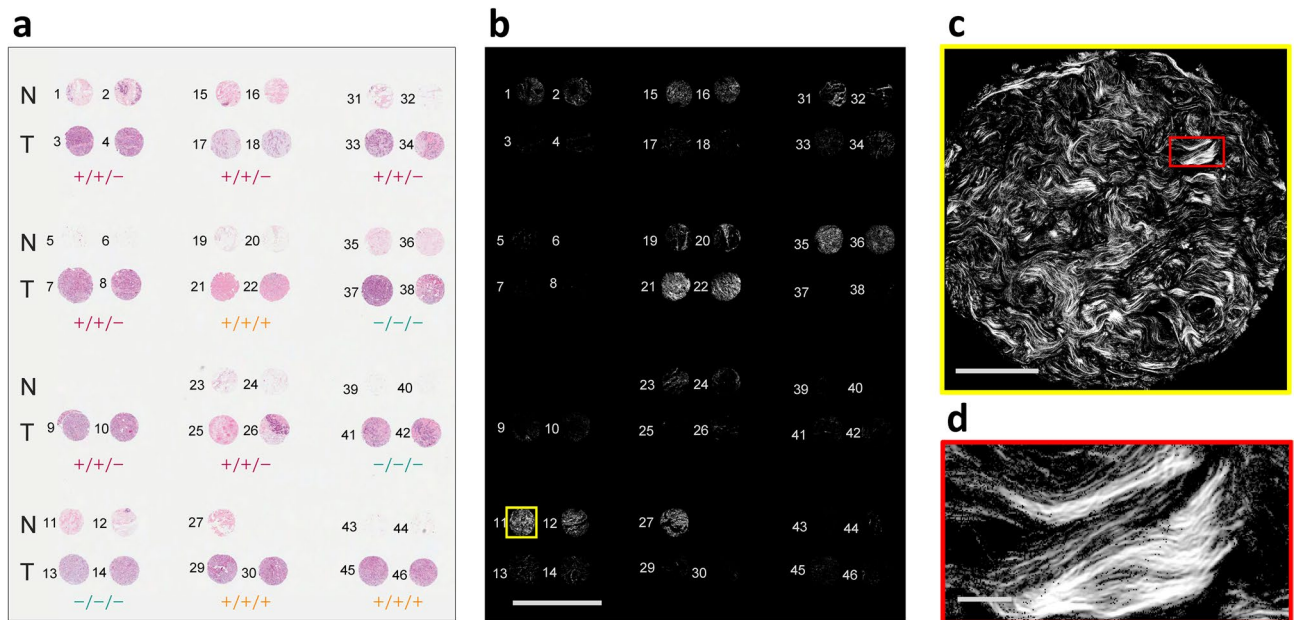 a
N 1 2 15 16 31 32
T 3 4 17 18 33 34
+/+/− +/+/− +/+/−
N 5 6 19 20 35 36
T 7 8 21 22 37 38
+/+/− +/+/+ −/−/−
N 23 24 39 40
T 9 10 25 26 41 42
+/+/− +/+/− −/−/−
N 11 12 27 43 44
T 13 14 29 30 45 46
−/−/− +/+/+ +/+/+
b
1 2 15 16 31 32
3 4 17 18 33 34
5 6 19 20 35 36
7 8 21 22 37 38
23 24 39 40
9 10 25 26 41 42
11 12 27 43 44
13 14 29 30 45 46
c
d